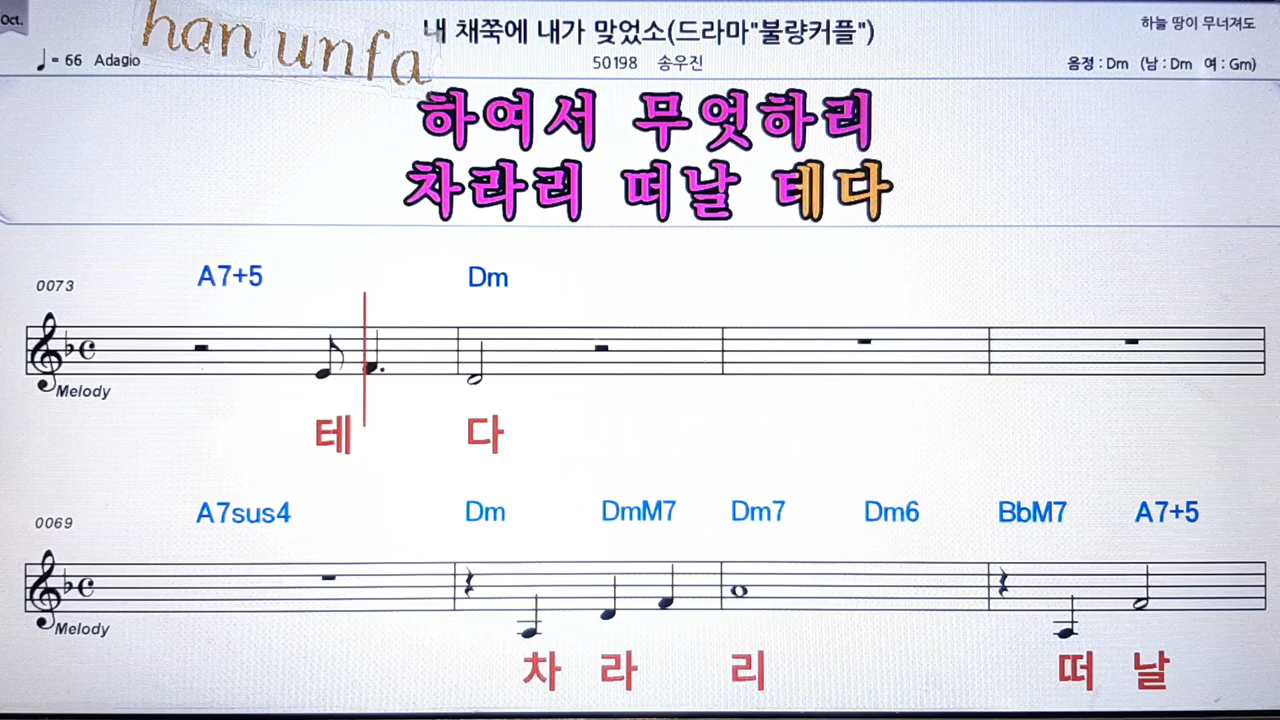 Oct.
han unfa
내 채쭉에 내가 맞었소(드라마"불량커플")
하늘 땅이 무너져도
♩= 66 Adagio
50198 송우진
음정 : Dm (남 : Dm 여 : Gm)
하여서 무엇하리
차라리 떠날 테다
A7+5 Dm
0073
Melody
테 다
A7sus4 Dm DmM7 Dm7 Dm6 BbM7 A7+5
0069
Melody
차 라 리 떠 날